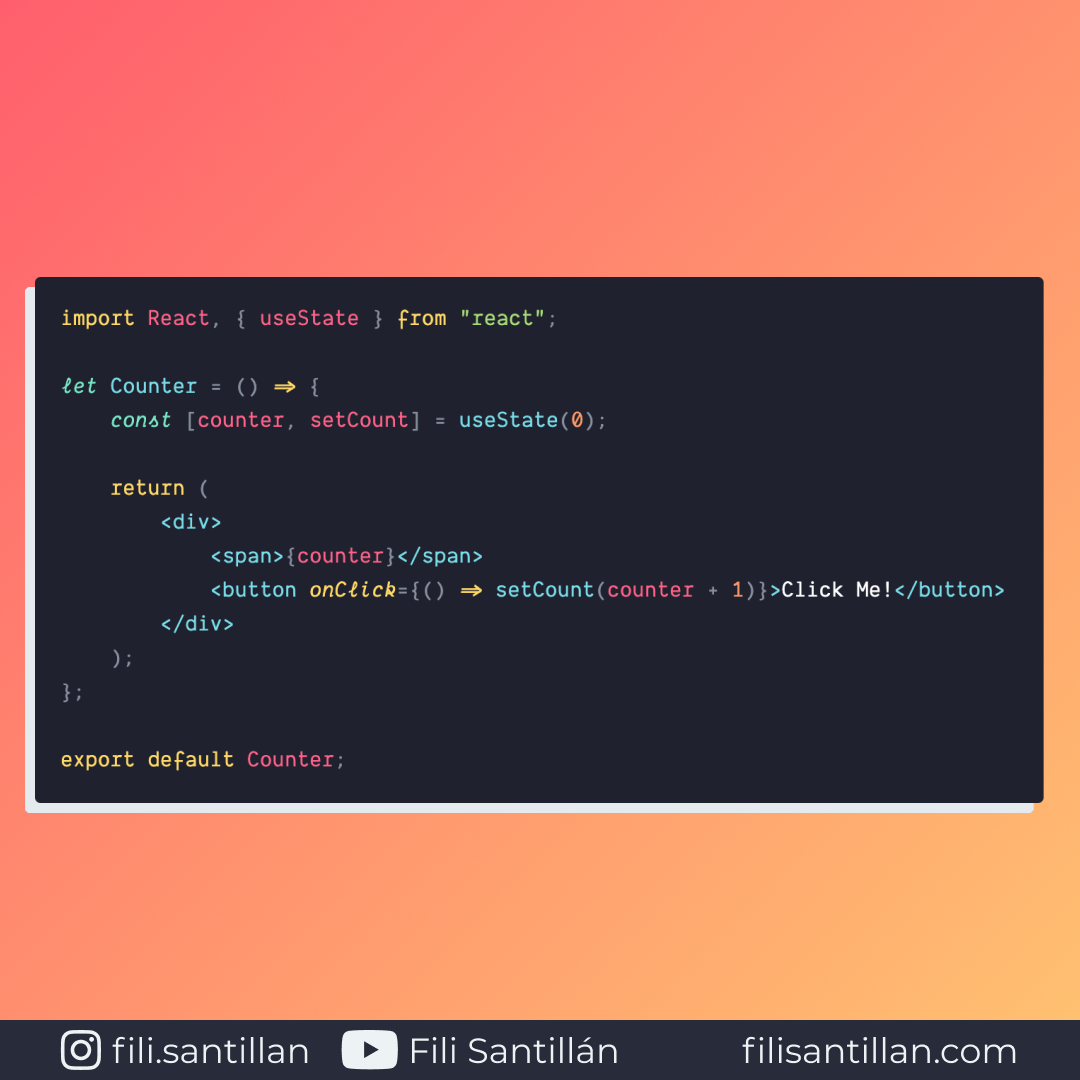 import React, { useState } from "react";
let Counter = () => {
    const [counter, setCount] = useState(0);
    return (
        <div>
            <span>{counter}</span>
            <button onClick={() => setCount(counter + 1)}>Click Me!</button>
        </div>
    );
};
export default Counter;
fili.santillan Fili Santillán filisantillan.com